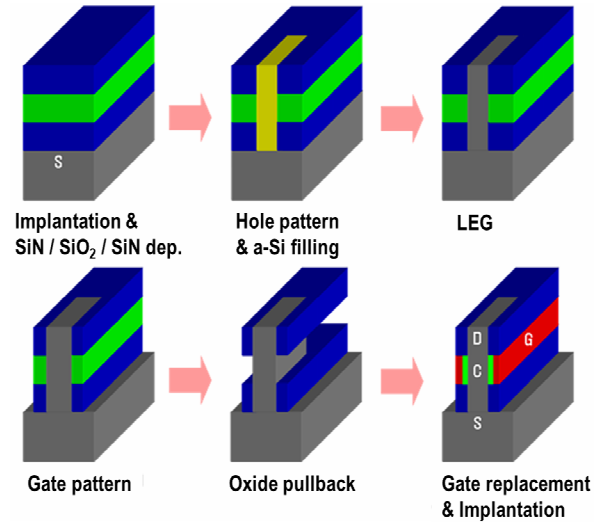 S
Implantation &
SiN / SiO₂ / SiN dep.
Hole pattern
& a-Si filling
LEG
Gate pattern
Oxide pullback
D
G
C
S
Gate replacement
& Implantation